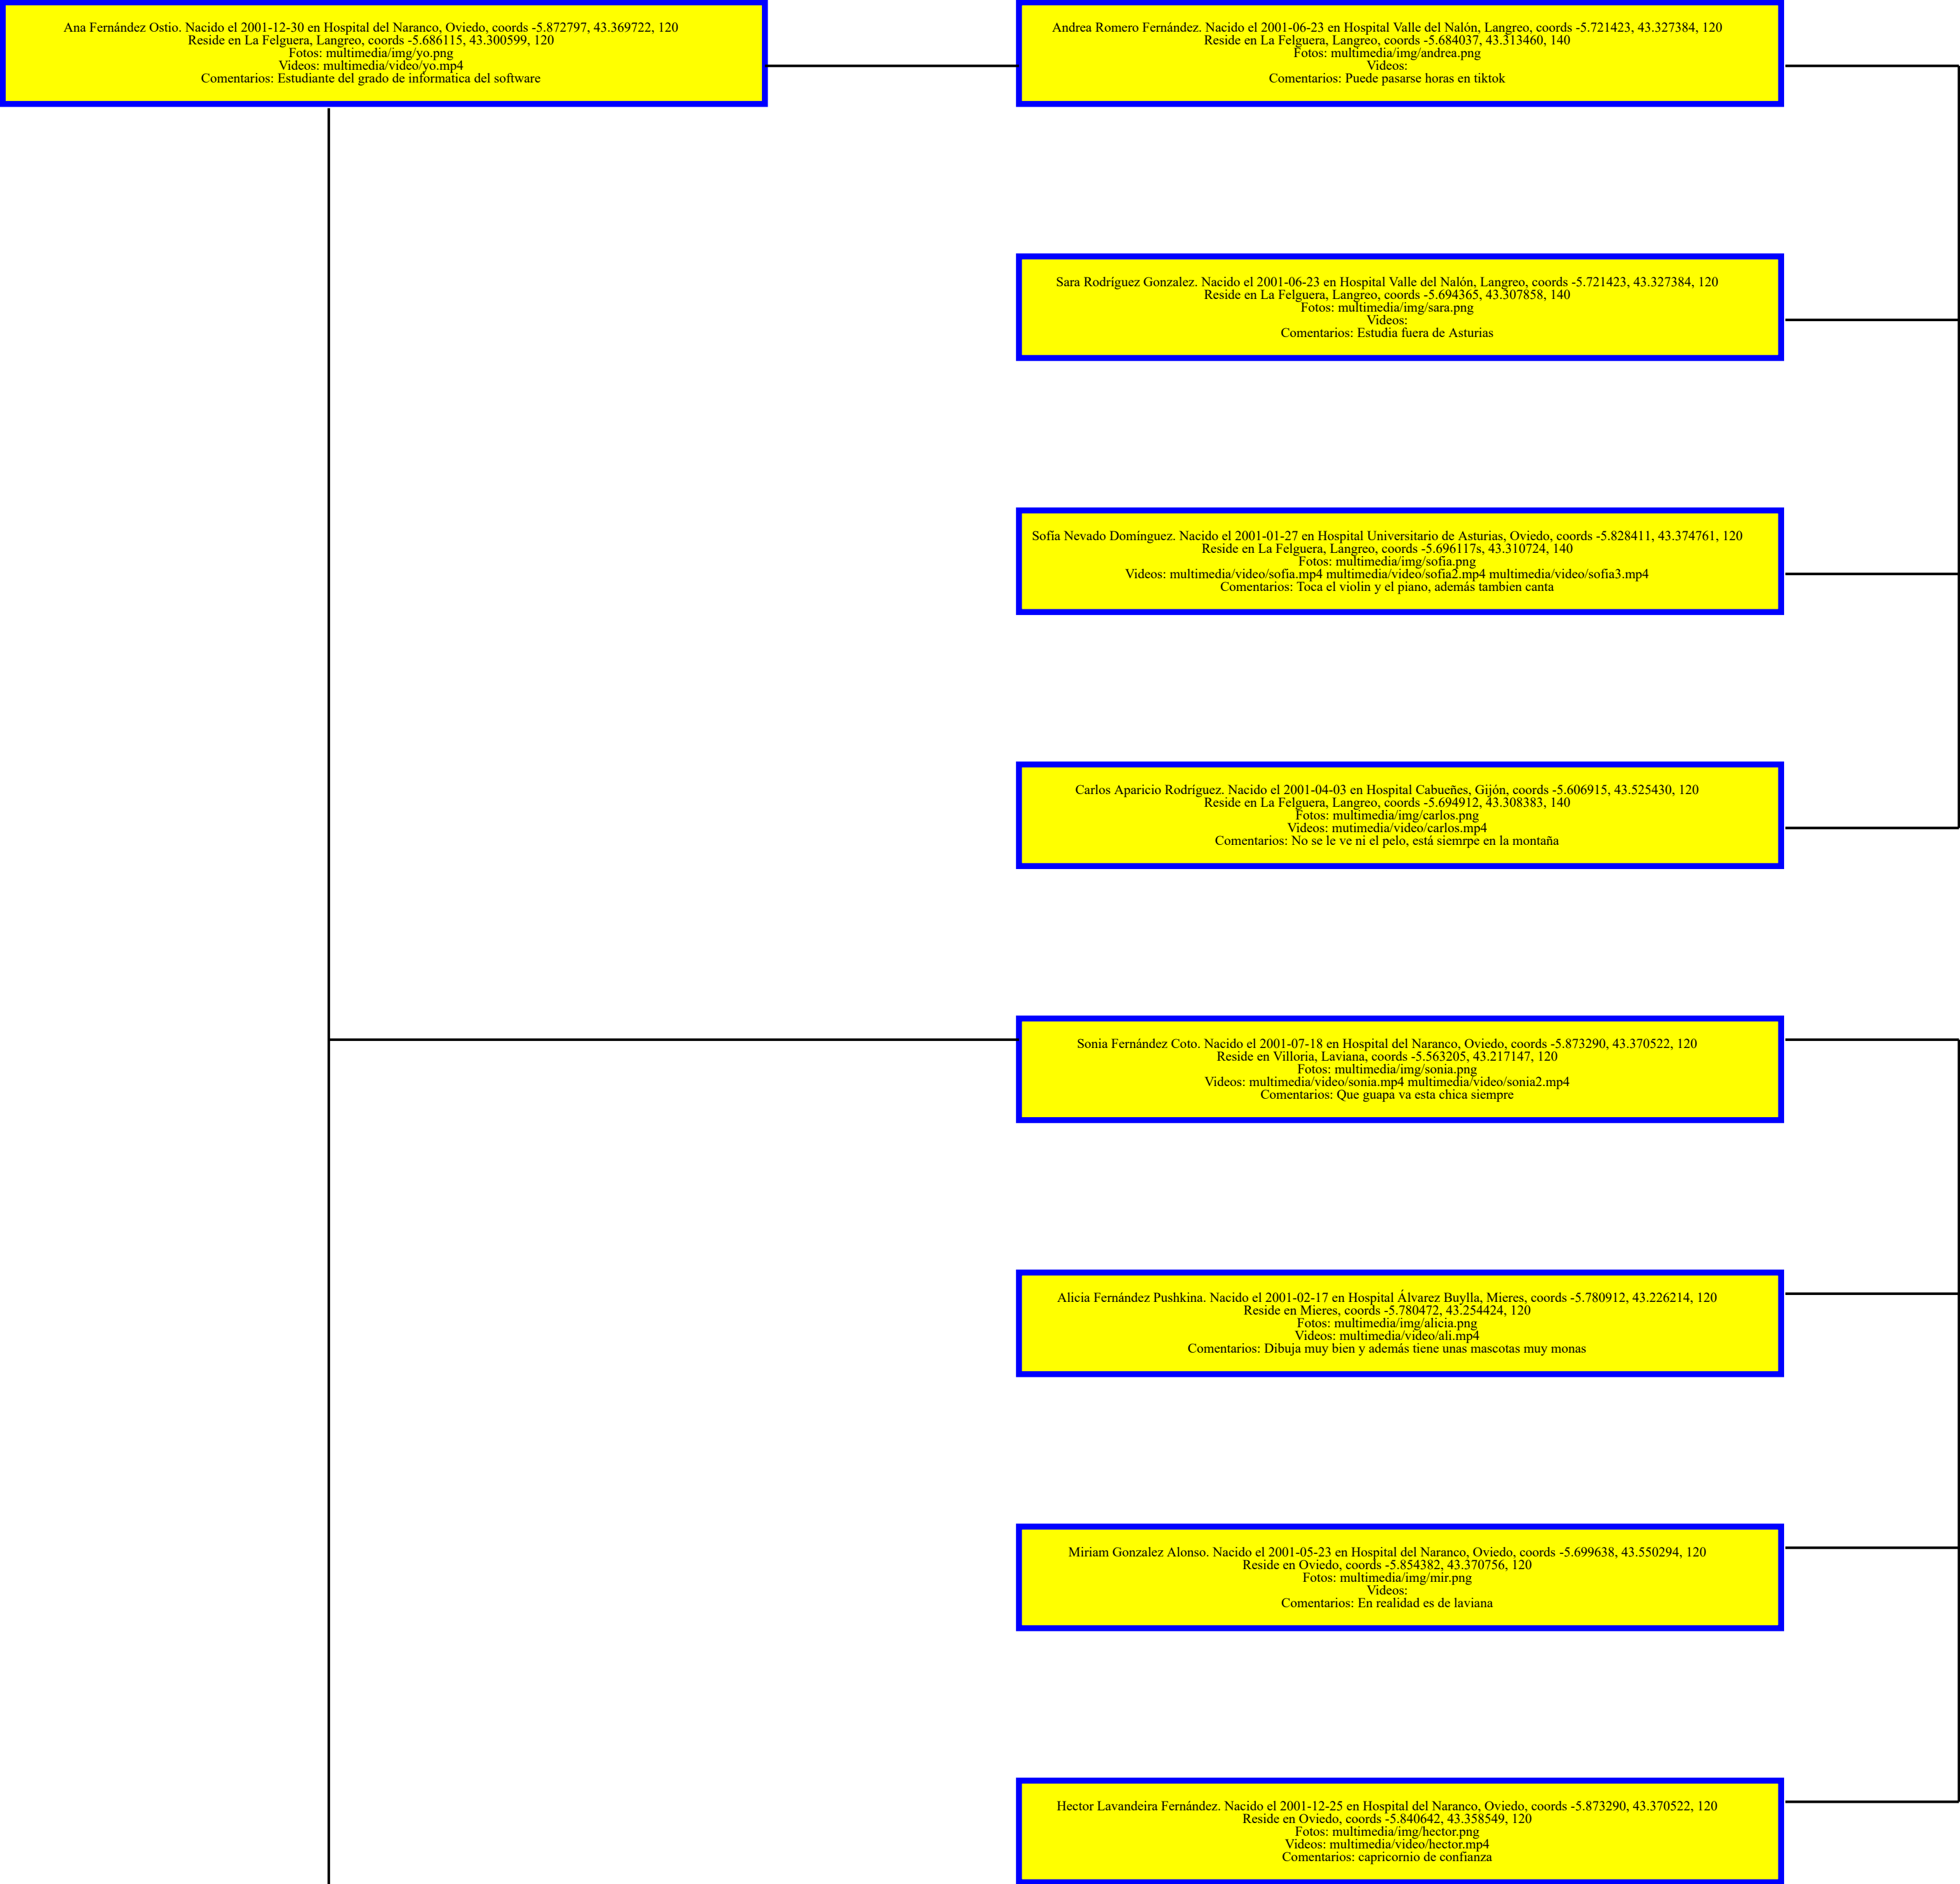 Ana Fernández Ostio. Nacido el 2001-12-30 en Hospital del Naranco, Oviedo, coords -5.872797, 43.369722, 120
Reside en La Felguera, Langreo, coords -5.686115, 43.300599, 120
Fotos: multimedia/img/yo.png
Videos: multimedia/video/yo.mp4
Comentarios: Estudiante del grado de informatica del software
Andrea Romero Fernández. Nacido el 2001-06-23 en Hospital Valle del Nalón, Langreo, coords -5.721423, 43.327384, 120
Reside en La Felguera, Langreo, coords -5.684037, 43.313460, 140
Fotos: multimedia/img/andrea.png
Videos:
Comentarios: Puede pasarse horas en tiktok
Sara Rodríguez Gonzalez. Nacido el 2001-06-23 en Hospital Valle del Nalón, Langreo, coords -5.721423, 43.327384, 120
Reside en La Felguera, Langreo, coords -5.694365, 43.307858, 140
Fotos: multimedia/img/sara.png
Videos:
Comentarios: Estudia fuera de Asturias
Sofía Nevado Domínguez. Nacido el 2001-01-27 en Hospital Universitario de Asturias, Oviedo, coords -5.828411, 43.374761, 120
Reside en La Felguera, Langreo, coords -5.696117s, 43.310724, 140
Fotos: multimedia/img/sofia.png
Videos: multimedia/video/sofia.mp4 multimedia/video/sofia2.mp4 multimedia/video/sofia3.mp4
Comentarios: Toca el violin y el piano, además tambien canta
Carlos Aparicio Rodríguez. Nacido el 2001-04-03 en Hospital Cabueñes, Gijón, coords -5.606915, 43.525430, 120
Reside en La Felguera, Langreo, coords -5.694912, 43.308383, 140
Fotos: multimedia/img/carlos.png
Videos: mutimedia/video/carlos.mp4
Comentarios: No se le ve ni el pelo, está siemrpe en la montaña
Sonia Fernández Coto. Nacido el 2001-07-18 en Hospital del Naranco, Oviedo, coords -5.873290, 43.370522, 120
Reside en Villoria, Laviana, coords -5.563205, 43.217147, 120
Fotos: multimedia/img/sonia.png
Videos: multimedia/video/sonia.mp4 multimedia/video/sonia2.mp4
Comentarios: Que guapa va esta chica siempre
Alicia Fernández Pushkina. Nacido el 2001-02-17 en Hospital Álvarez Buylla, Mieres, coords -5.780912, 43.226214, 120
Reside en Mieres, coords -5.780472, 43.254424, 120
Fotos: multimedia/img/alicia.png
Videos: multimedia/video/ali.mp4
Comentarios: Dibuja muy bien y además tiene unas mascotas muy monas
Miriam Gonzalez Alonso. Nacido el 2001-05-23 en Hospital del Naranco, Oviedo, coords -5.699638, 43.550294, 120
Reside en Oviedo, coords -5.854382, 43.370756, 120
Fotos: multimedia/img/mir.png
Videos:
Comentarios: En realidad es de laviana
Hector Lavandeira Fernández. Nacido el 2001-12-25 en Hospital del Naranco, Oviedo, coords -5.873290, 43.370522, 120
Reside en Oviedo, coords -5.840642, 43.358549, 120
Fotos: multimedia/img/hector.png
Videos: multimedia/video/hector.mp4
Comentarios: capricornio de confianza